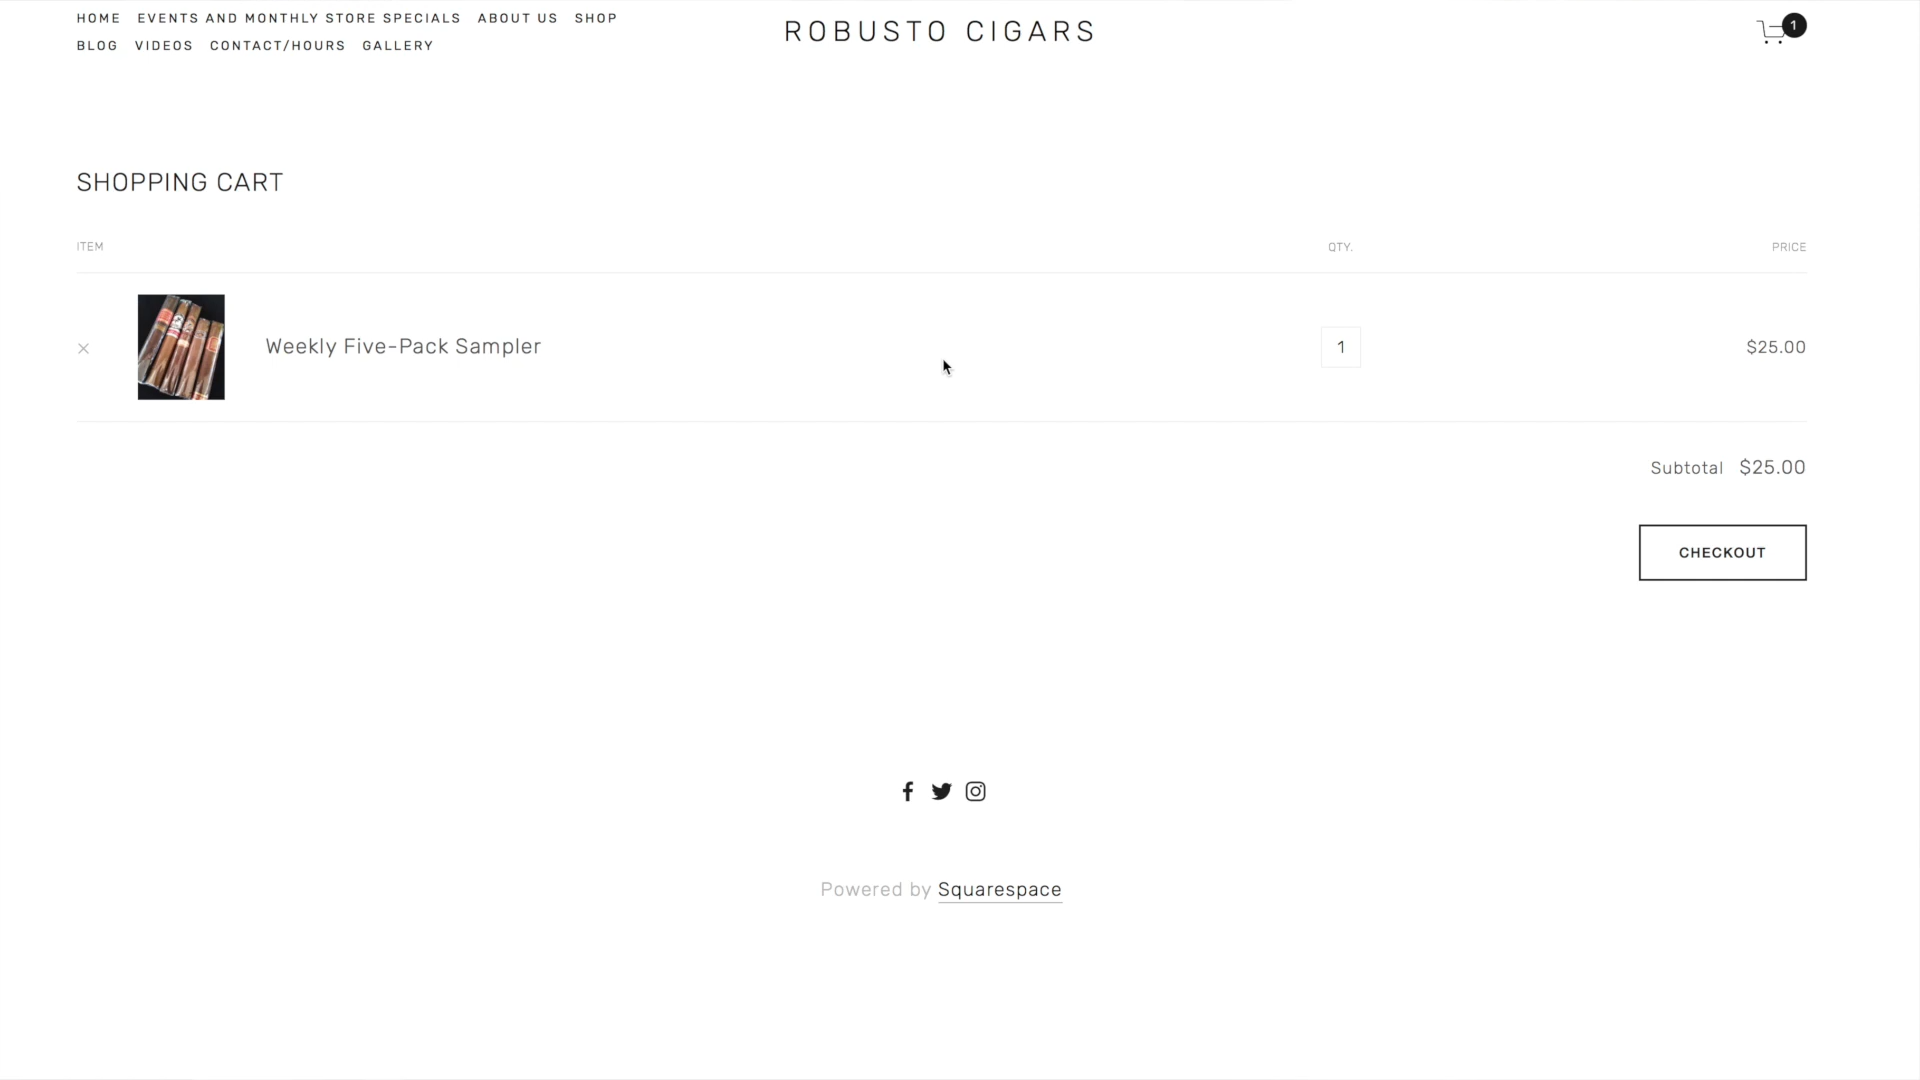 HOME EVENTS AND MONTHLY STORE SPECIALS ABOUT US SHOP
BLOG VIDEOS CONTACT/HOURS GALLERY
ROBUSTO CIGARS
1
SHOPPING CART
ITEM QTY. PRICE
× Weekly Five-Pack Sampler 1 $25.00
Subtotal $25.00
CHECKOUT
Powered by Squarespace